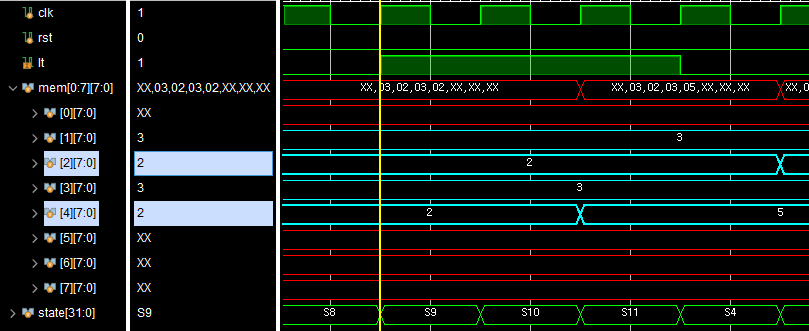 clk 1
rst 0
lt 1
mem[0:7][7:0] XX,03,02,03,02,XX,XX,XX XX,03,02,03,02,XX,XX,XX XX,03,02,03,05,XX,XX,XX XX,0
[0][7:0] XX
[1][7:0] 3 3
[2][7:0] 2 2
[3][7:0] 3 3
[4][7:0] 2 2 5
[5][7:0] XX
[6][7:0] XX
[7][7:0] XX
state[31:0] S9 S8 S9 S10 S11 S4